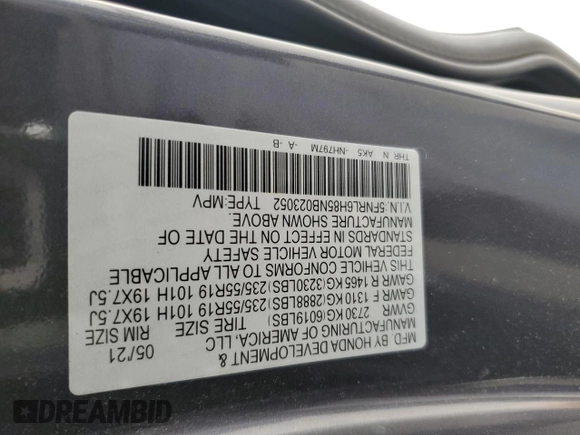 MFD. BY HONDA DEVELOPMENT & 05/21
MANUFACTURING OF AMERICA, LLC
GVWR 2730 KG(6019LBS) TIRE SIZE RIM SIZE
GAWR F 1310 KG(2888LBS)235/55R19 101H 19X7.5J
GAWR R 1465 KG(3230LBS)235/55R19 101H 19X7.5J
THIS VEHICLE CONFORMS TO ALL APPLICABLE
FEDERAL MOTOR VEHICLE SAFETY
STANDARDS IN EFFECT ON THE DATE OF
MANUFACTURE SHOWN ABOVE.
V.I.N.:5FNRL6H85NB023052 TYPE:MPV
THR N AK5 -NH797M -A -B
DREAMBID